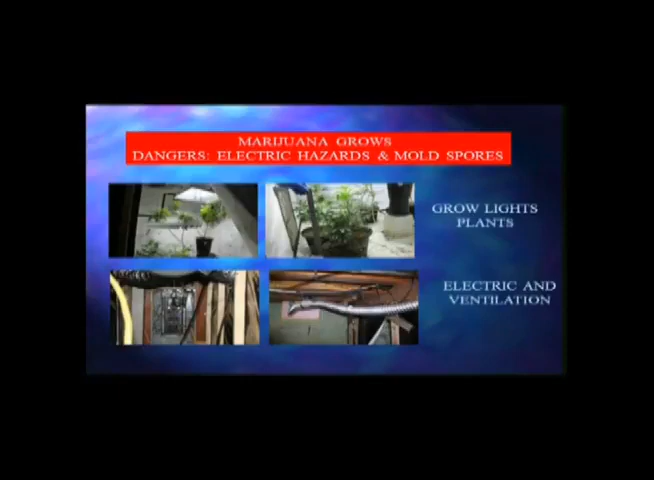 MARIJUANA GROWS
DANGERS: ELECTRIC HAZARDS & MOLD SPORES
GROW LIGHTS
PLANTS
ELECTRIC AND
VENTILATION